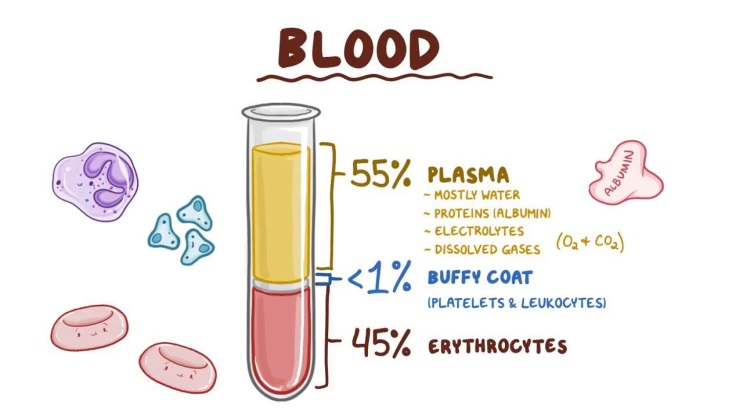 BLOOD
ALBUMIN
55% PLASMA
~ MOSTLY WATER
~ PROTEINS (ALBUMIN)
~ ELECTROLYTES
~ DISSOLVED GASES (O₂ + CO₂)
<1% BUFFY COAT
(PLATELETS & LEUKOCYTES)
45% ERYTHROCYTES